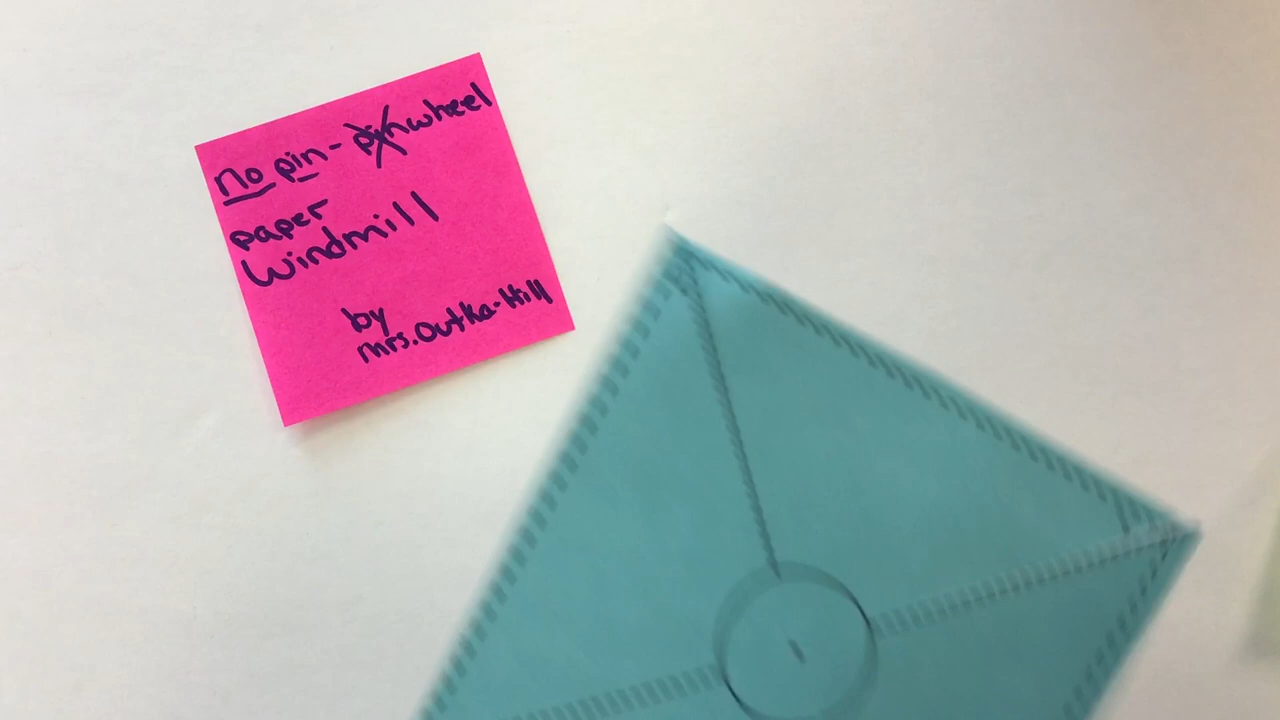 no pin-pinwheel
paper
Windmill
by
mrs.Outka-Hill